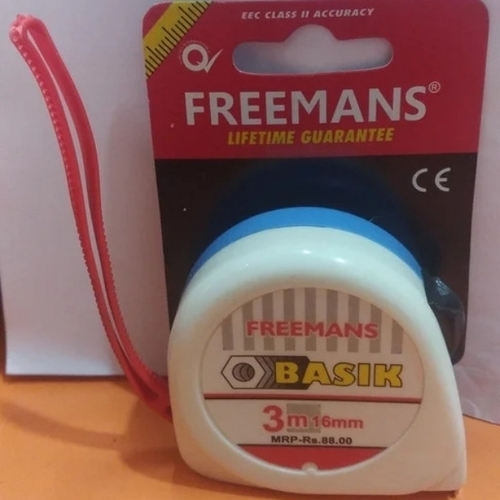 EEC CLASS II ACCURACY
FREEMANS®
LIFETIME GUARANTEE
CE
FREEMANS
BASIK
3m 16mm
MRP-Rs.88.00